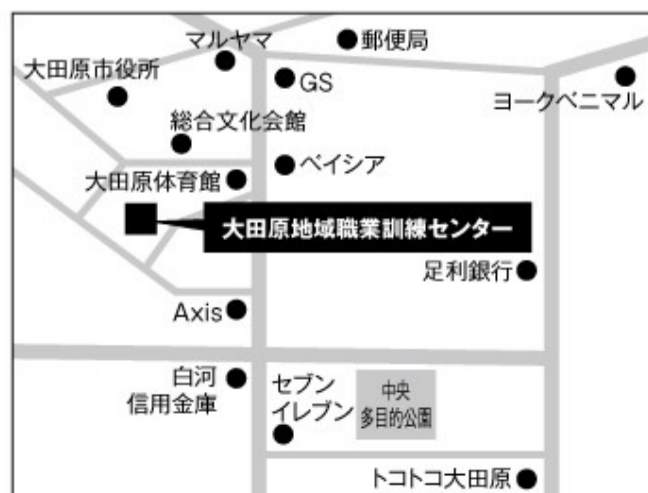 マルヤマ
郵便局
大田原市役所
GS
ヨークベニマル
総合文化会館
ベイシア
大田原体育館
大田原地域職業訓練センター
足利銀行
Axis
白河
信用金庫
セブン
イレブン
中央
多目的公園
トコトコ大田原